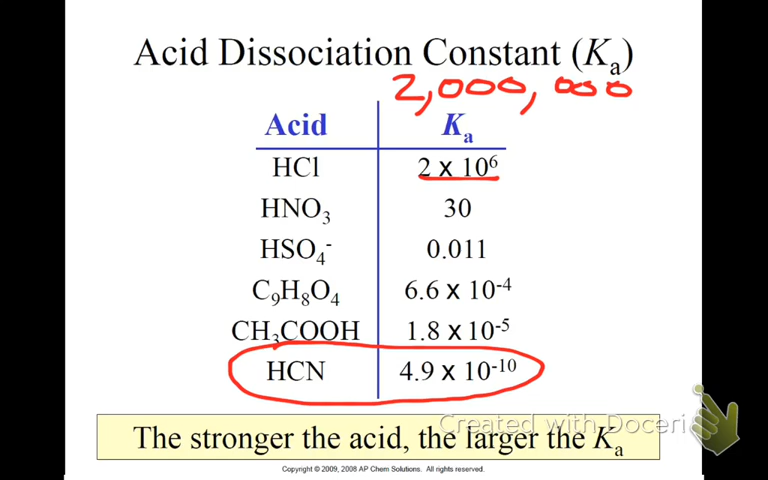 Acid Dissociation Constant (Kₐ)
2,000,000
Acid Kₐ
HCl 2 x 10⁶
HNO₃ 30
HSO₄⁻ 0.011
C₉H₈O₄ 6.6 x 10⁻⁴
CH₃COOH 1.8 x 10⁻⁵
HCN 4.9 x 10⁻¹⁰
Created with Doceri
The stronger the acid, the larger the Kₐ
Copyright © 2009, 2008 AP Chem Solutions. All rights reserved.